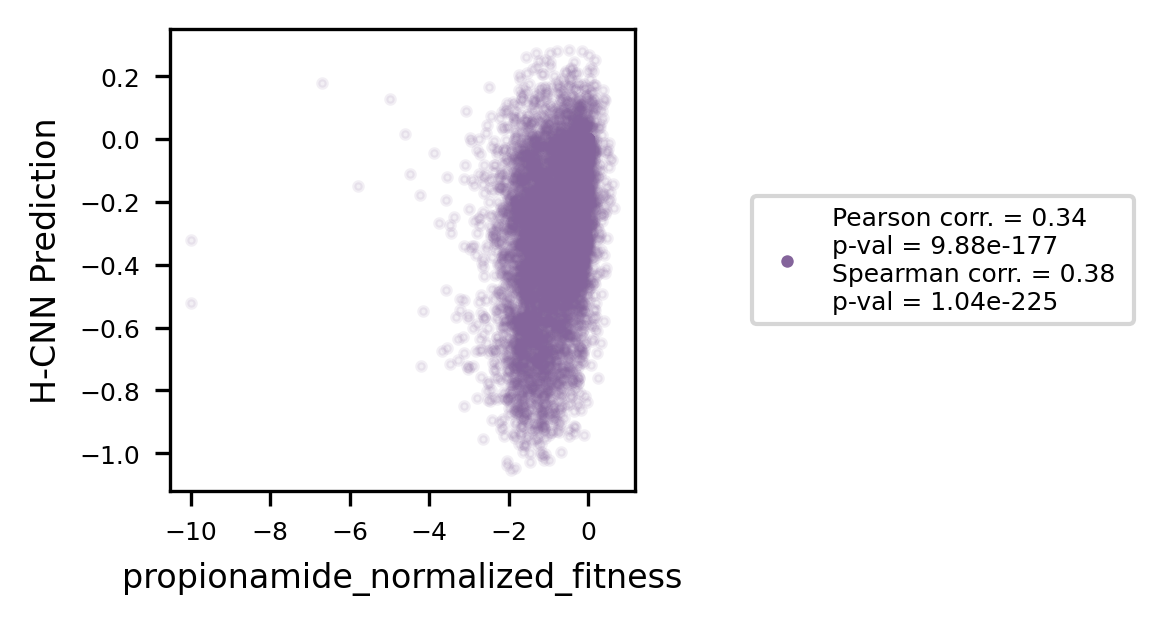 0.2
0.0
−0.2
−0.4
−0.6
−0.8
−1.0
H-CNN Prediction
−10 −8 −6 −4 −2 0
propionamide_normalized_fitness
Pearson corr. = 0.34
p-val = 9.88e-177
Spearman corr. = 0.38
p-val = 1.04e-225